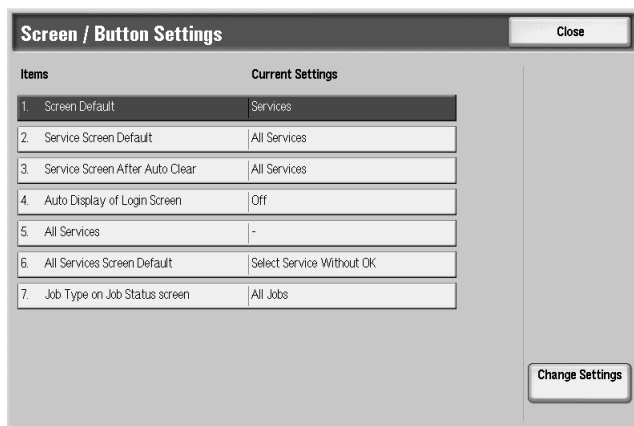 Screen / Button Settings
Close
Items Current Settings
1. Screen Default Services
2. Service Screen Default All Services
3. Service Screen After Auto Clear All Services
4. Auto Display of Login Screen Off
5. All Services -
6. All Services Screen Default Select Service Without OK
7. Job Type on Job Status screen All Jobs
Change Settings